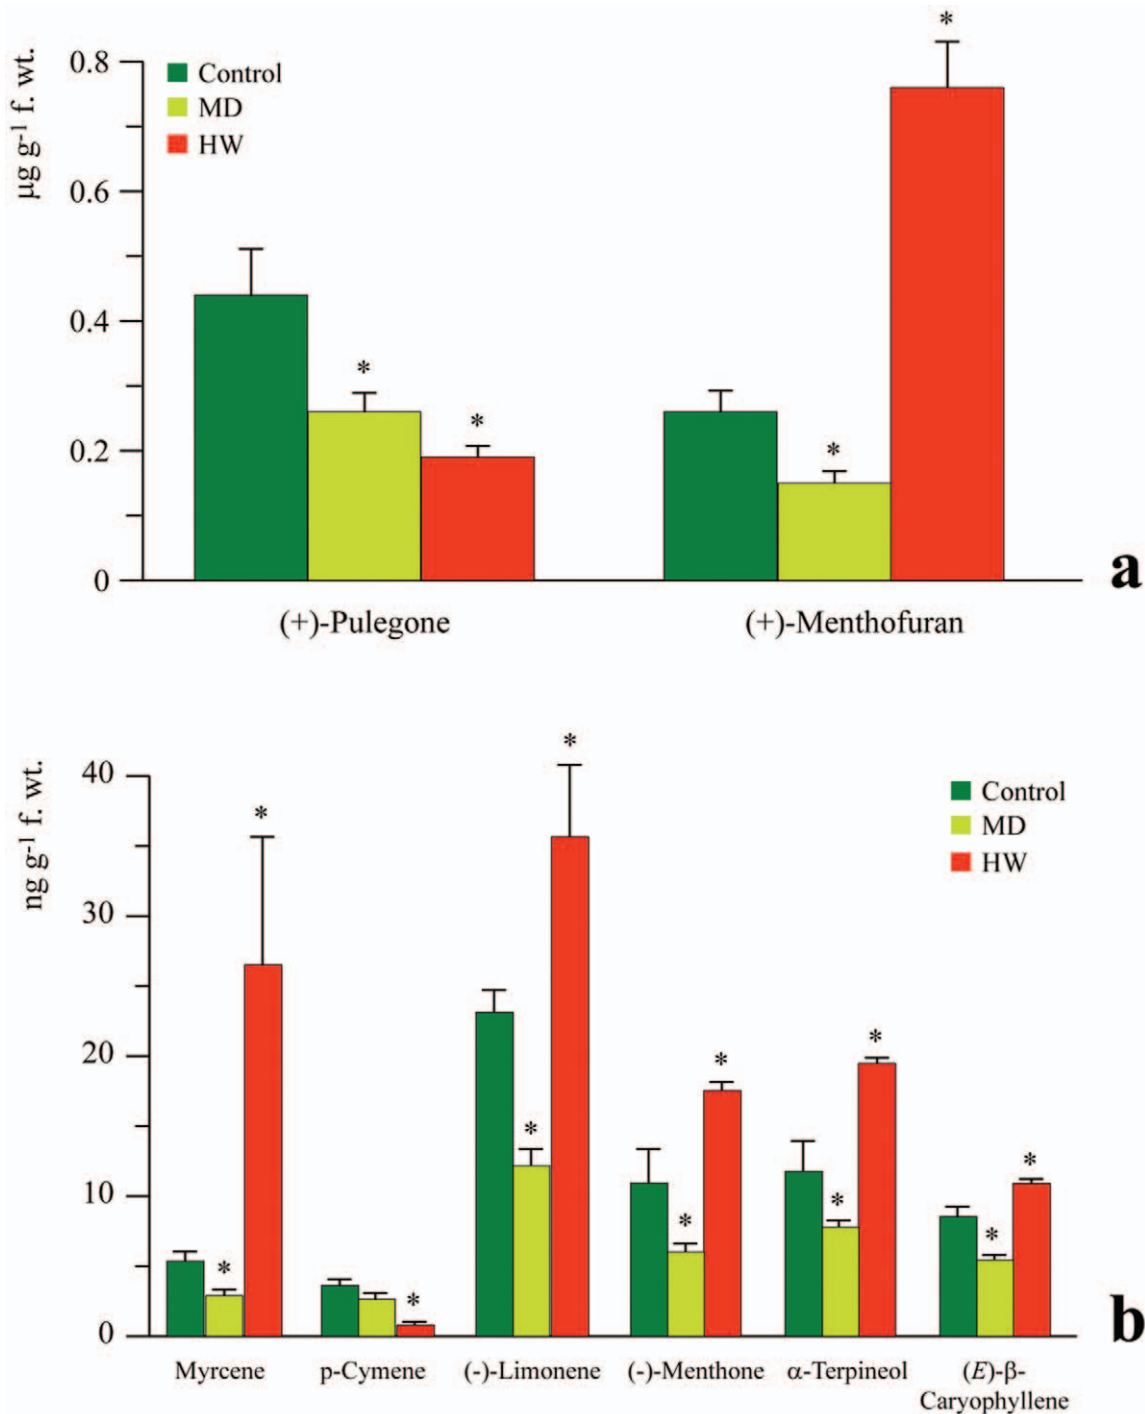 µg g-1 f. wt.
0.8
0.6
0.4
0.2
0
Control
MD
HW
*
*
*
*
(+)-Pulegone
(+)-Menthofuran
a
ng g-1 f. wt.
40
30
20
10
0
Control
MD
HW
*
*
*
*
*
*
*
*
*
*
*
Myrcene
p-Cymene
(-)-Limonene
(-)-Menthone
α-Terpineol
(E)-β-
Caryophyllene
b